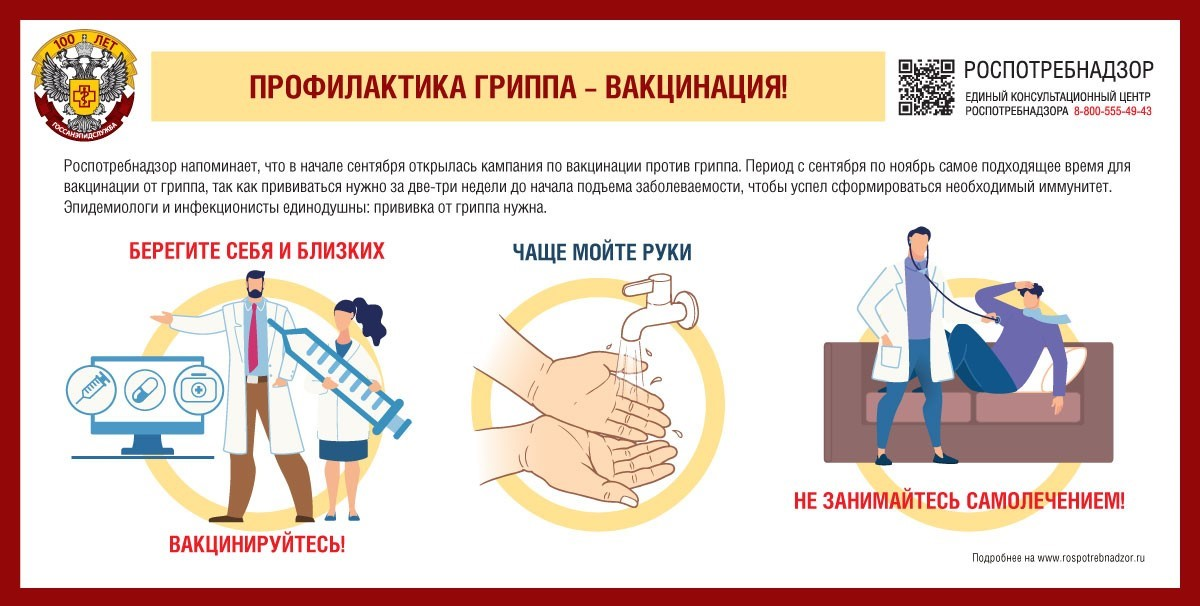 100 ЛЕТ
ГОССАНЭПИДСЛУЖБА
ПРОФИЛАКТИКА ГРИППА – ВАКЦИНАЦИЯ!
РОСПОТРЕБНАДЗОР
ЕДИНЫЙ КОНСУЛЬТАЦИОННЫЙ ЦЕНТР
РОСПОТРЕБНАДЗОРА 8-800-555-49-43
Роспотребнадзор напоминает, что в начале сентября открылась кампания по вакцинации против гриппа. Период с сентября по ноябрь самое подходящее время для
вакцинации от гриппа, так как прививаться нужно за две-три недели до начала подъема заболеваемости, чтобы успел сформироваться необходимый иммунитет.
Эпидемиологи и инфекционисты единодушны: прививка от гриппа нужна.
БЕРЕГИТЕ СЕБЯ И БЛИЗКИХ
ВАКЦИНИРУЙТЕСЬ!
ЧАЩЕ МОЙТЕ РУКИ
НЕ ЗАНИМАЙТЕСЬ САМОЛЕЧЕНИЕМ!
Подробнее на www.rospotrebnadzor.ru